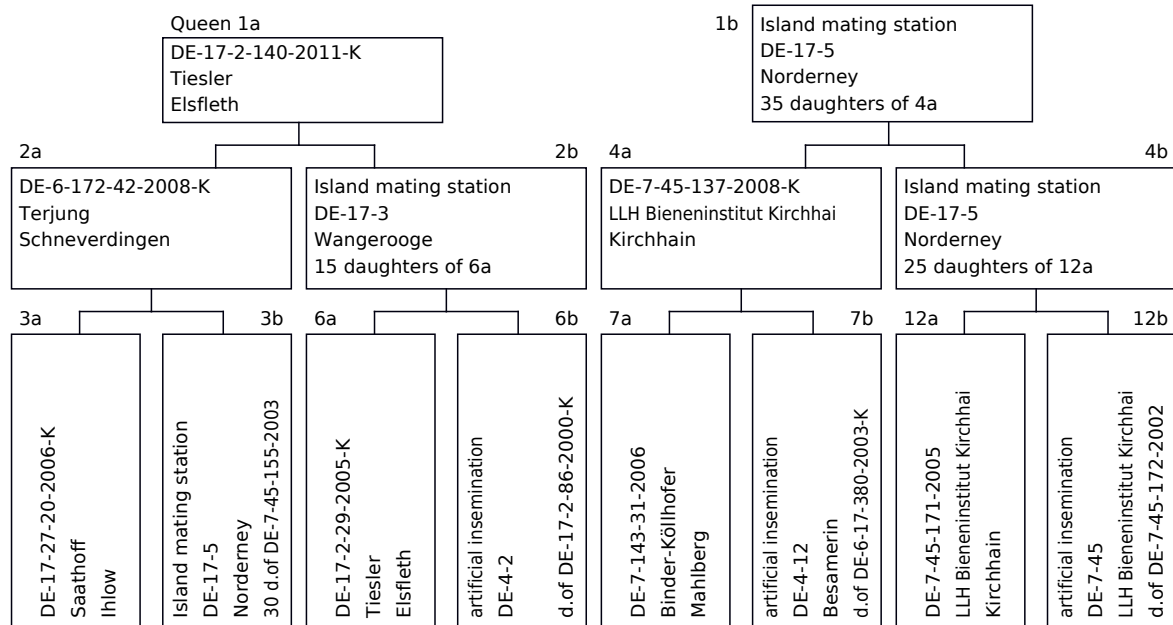 Queen 1a
DE-17-2-140-2011-K
Tiesler
Elsfleth
1b
Island mating station
DE-17-5
Norderney
35 daughters of 4a
2a
DE-6-172-42-2008-K
Terjung
Schneverdingen
2b
Island mating station
DE-17-3
Wangerooge
15 daughters of 6a
4a
DE-7-45-137-2008-K
LLH Bieneninstitut Kirchhai
Kirchhain
4b
Island mating station
DE-17-5
Norderney
25 daughters of 12a
3a
DE-17-27-20-2006-K
Saathoff
Ihlow
3b
Island mating station
DE-17-5
Norderney
30 d.of DE-7-45-155-2003
6a
DE-17-2-29-2005-K
Tiesler
Elsfleth
6b
artificial insemination
DE-4-2
d.of DE-17-2-86-2000-K
7a
DE-7-143-31-2006
Binder-Köllhofer
Mahlberg
7b
artificial insemination
DE-4-12
Besamerin
d.of DE-6-17-380-2003-K
12a
DE-7-45-171-2005
LLH Bieneninstitut Kirchhai
Kirchhain
12b
artificial insemination
DE-7-45
LLH Bieneninstitut Kirchhai
d.of DE-7-45-172-2002